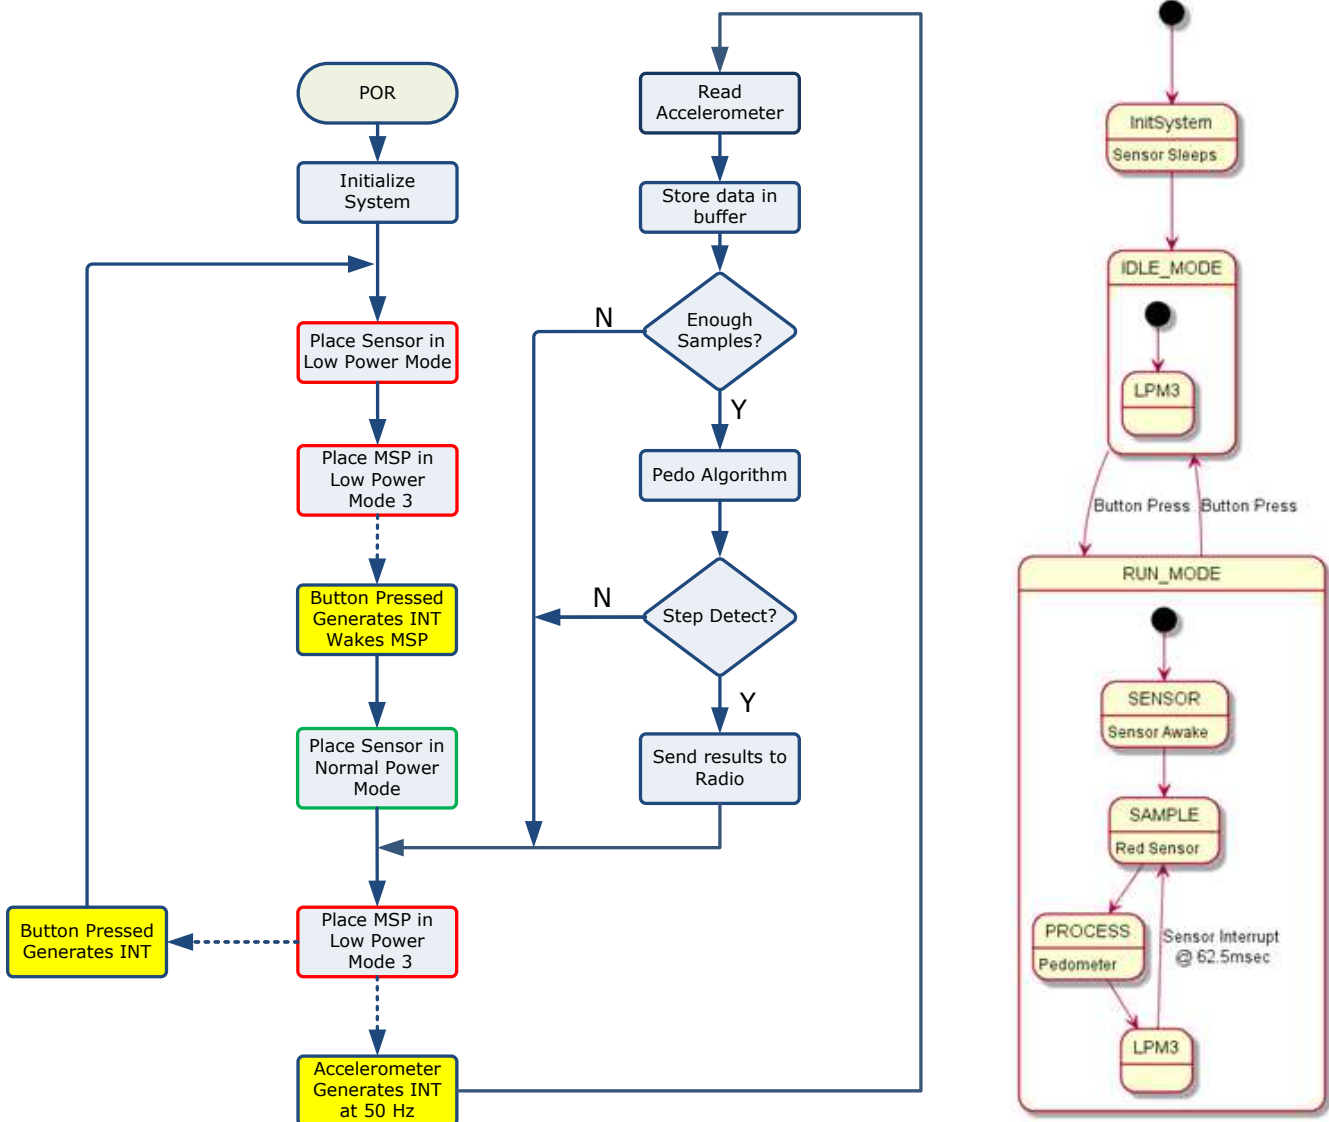 POR
Initialize
System
Place Sensor in
Low Power Mode
Place MSP in
Low Power
Mode 3
Button Pressed
Generates INT
Wakes MSP
Place Sensor in
Normal Power
Mode
Place MSP in
Low Power
Mode 3
Button Pressed
Generates INT
Accelerometer
Generates INT
at 50 Hz
Read
Accelerometer
Store data in
buffer
Enough
Samples?
N
Y
Pedo Algorithm
Step Detect?
N
Y
Send results to
Radio
InitSystem
Sensor Sleeps
IDLE_MODE
LPM3
Button Press
Button Press
RUN_MODE
SENSOR
Sensor Awake
SAMPLE
Red Sensor
PROCESS
Pedometer
Sensor Interrupt
@ 62.5msec
LPM3